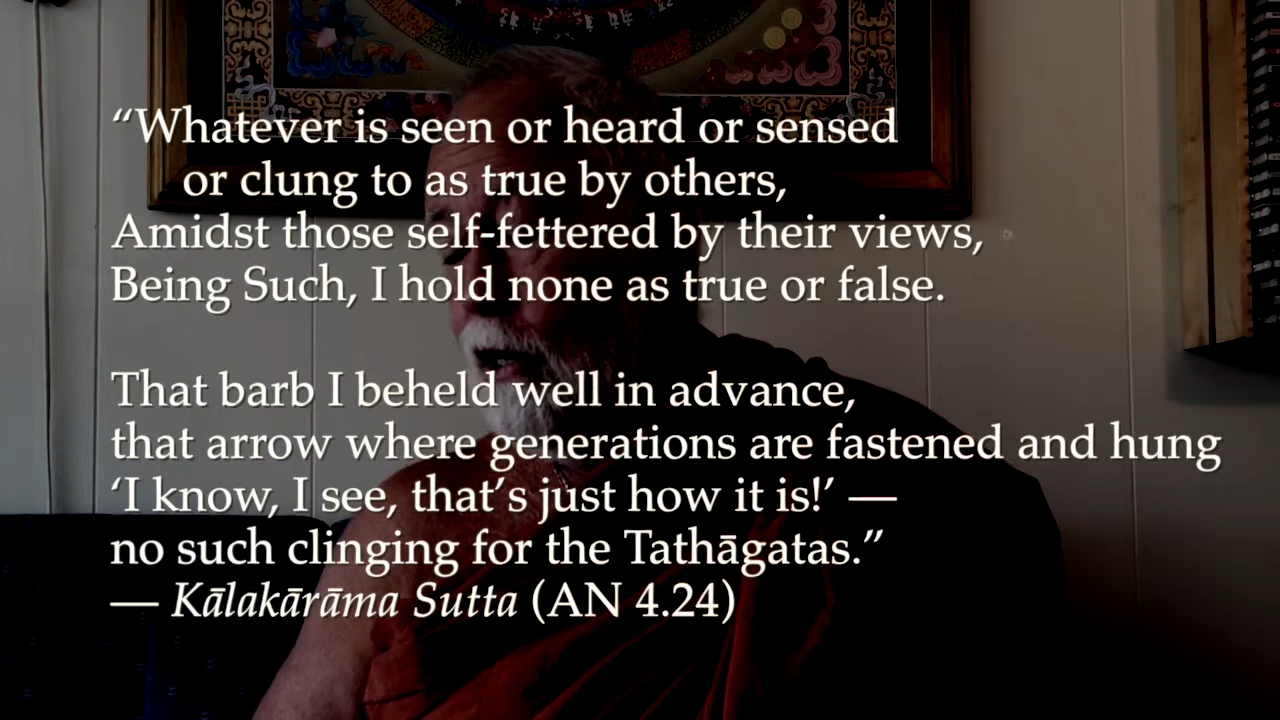 “Whatever is seen or heard or sensed
or clung to as true by others,
Amidst those self-fettered by their views,
Being Such, I hold none as true or false.
That barb I beheld well in advance,
that arrow where generations are fastened and hung
‘I know, I see, that’s just how it is!’ —
no such clinging for the Tathāgatas.”
— Kālakārāma Sutta (AN 4.24)